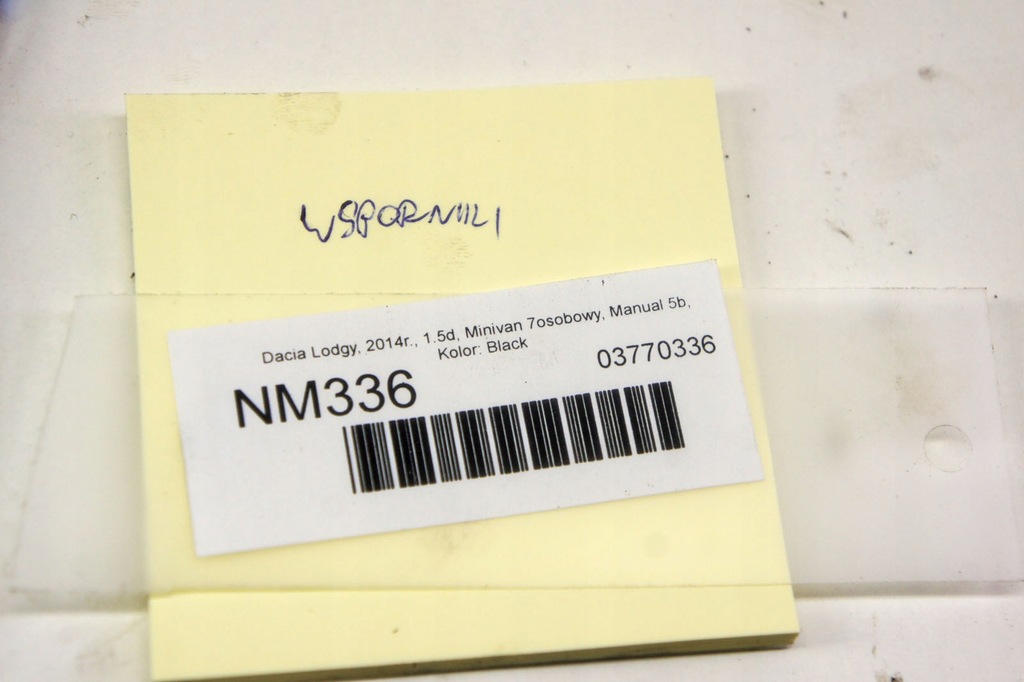 WSPORNIKI
Dacia Lodgy, 2014r., 1.5d, Minivan 7osobowy, Manual 5b,
Kolor: Black
NM336
03770336